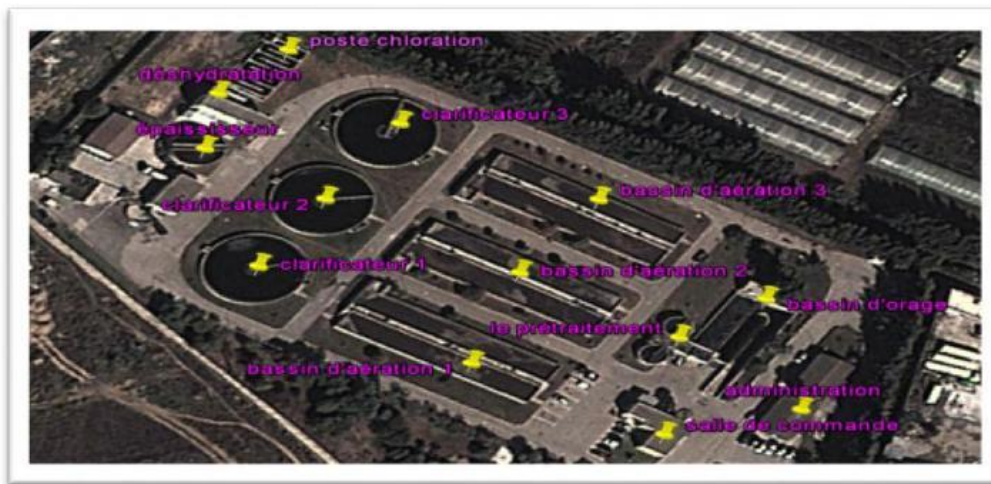 poste chloration
déshydratation
clarificateur 3
épaississeur
bassin d'aération 3
clarificateur 2
clarificateur 1
bassin d'aération 2
bassin d'orage
le prétraitement
bassin d'aération 1
administration
salle de commande